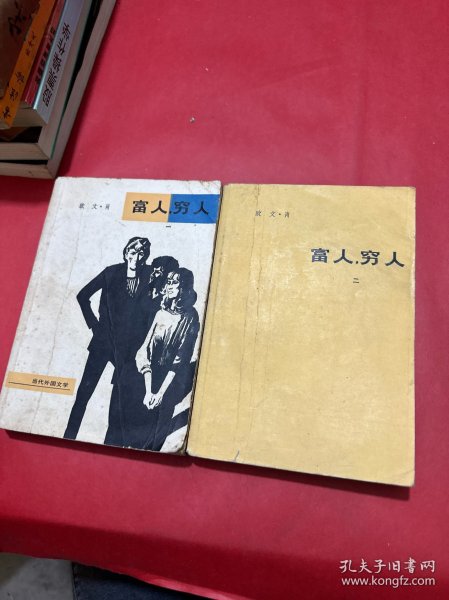 欧文·肖
富人,穷人
一
当代外国文学
欧文·肖
富人,穷人
二
孔夫子旧书网
www.kongfz.com